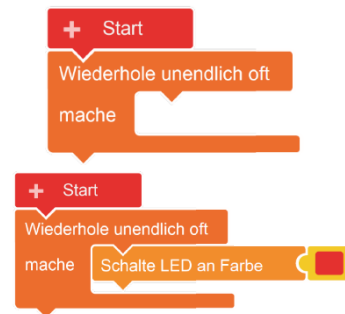 + Start
Wiederhole unendlich oft
mache
+ Start
Wiederhole unendlich oft
mache Schalte LED an Farbe